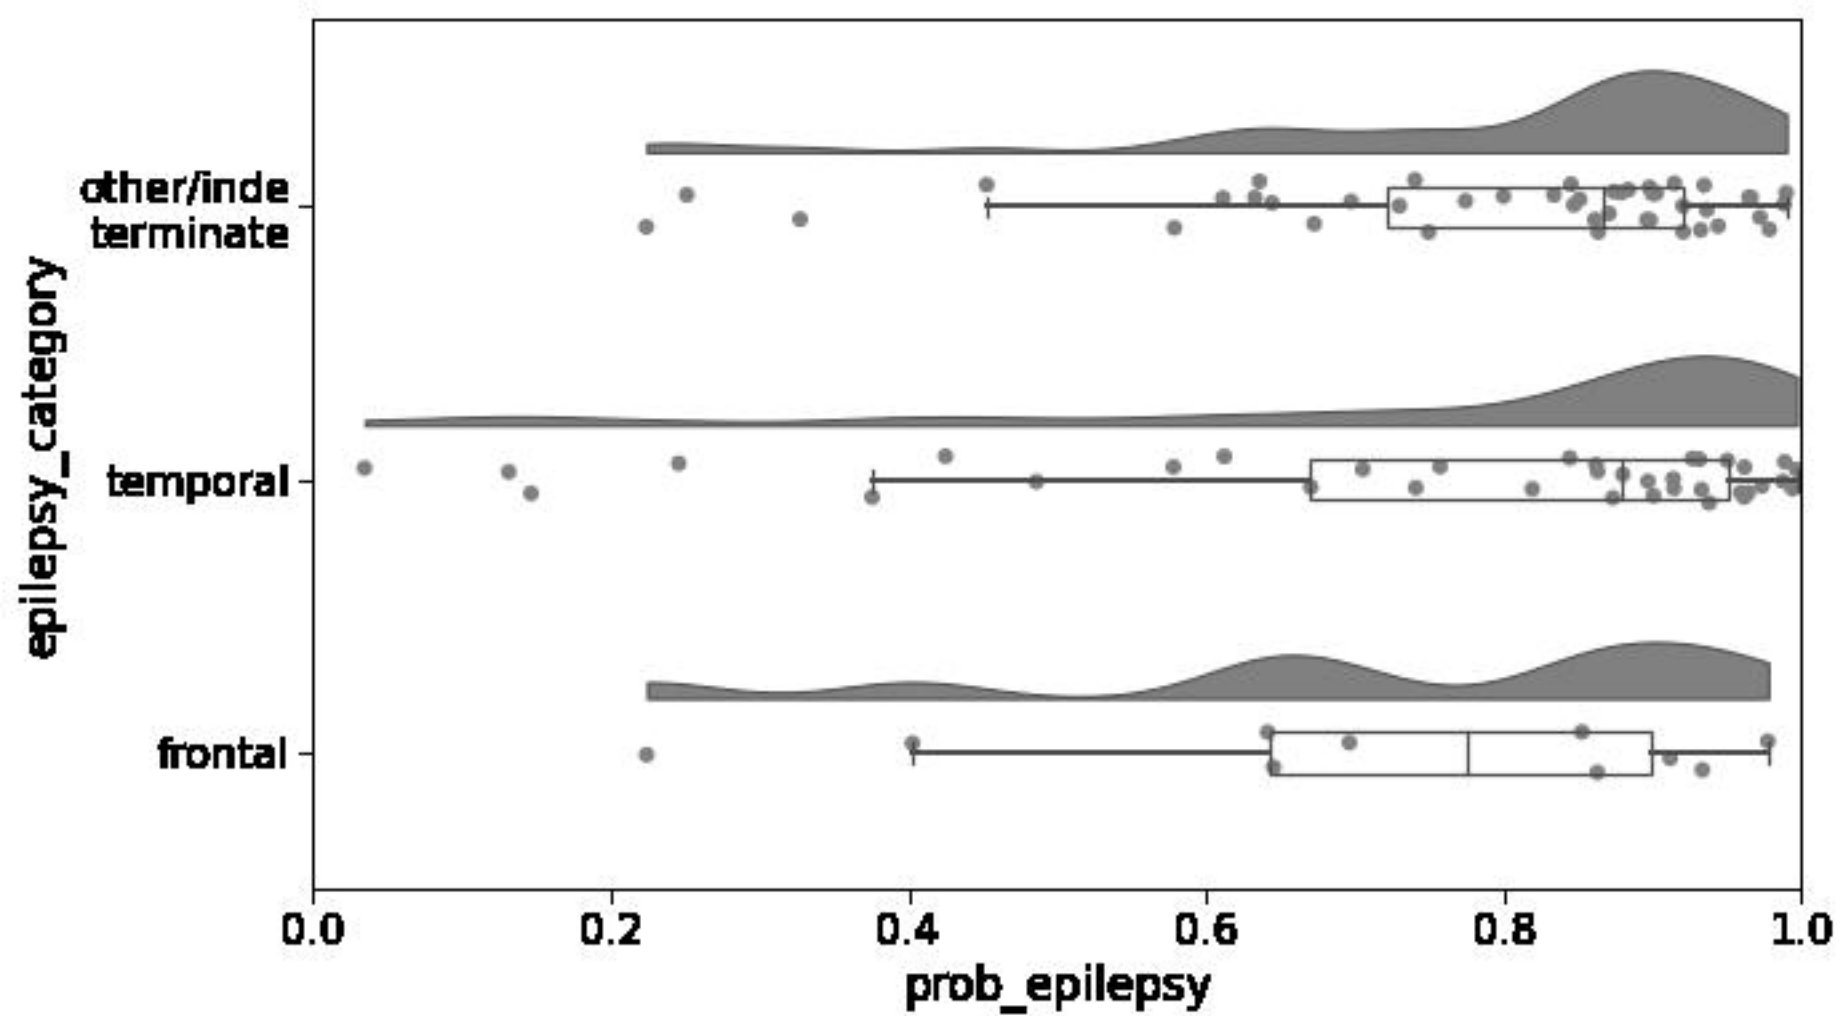 other/inde
terminate
temporal
frontal
epilepsy_category
0.0 0.2 0.4 0.6 0.8 1.0
prob_epilepsy